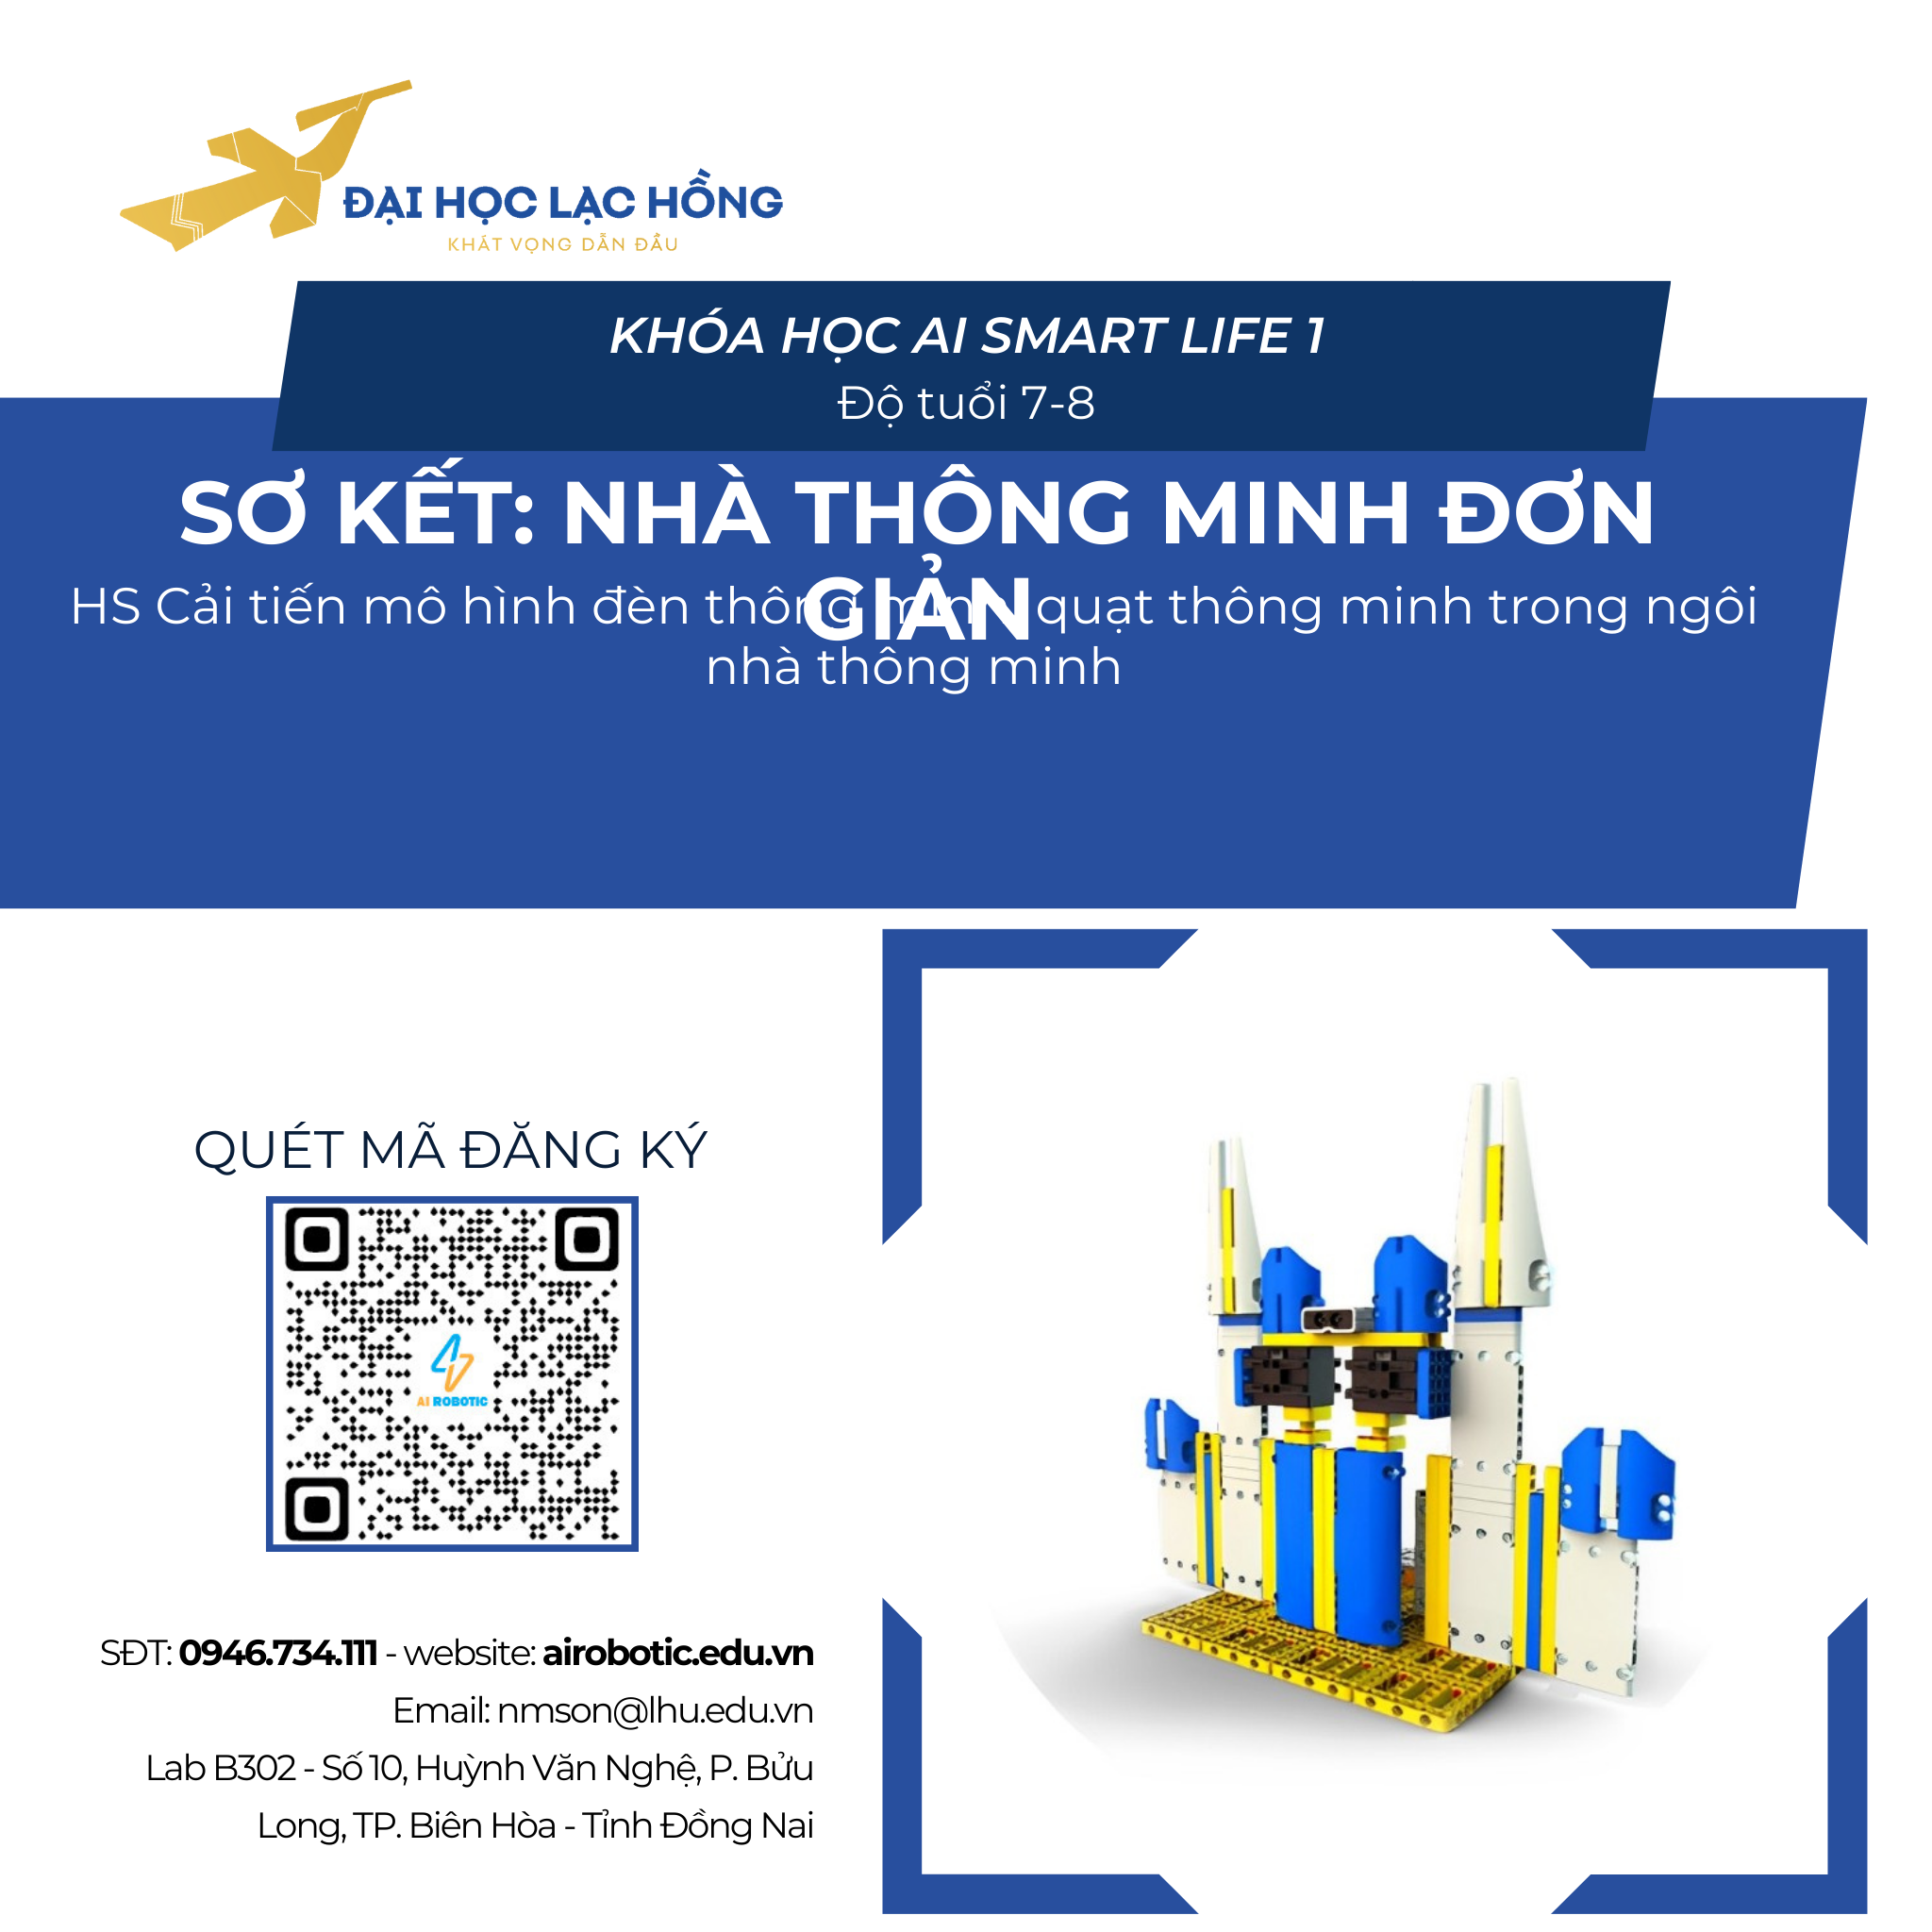 ĐẠI HỌC LẠC HỒNG
KHÁT VỌNG DẪN ĐẦU
KHÓA HỌC AI SMART LIFE 1
Độ tuổi 7-8
SƠ KẾT: NHÀ THÔNG MINH ĐƠN
GIẢN
HS Cải tiến mô hình đèn thông minh, quạt thông minh trong ngôi
nhà thông minh
QUÉT MÃ ĐĂNG KÝ
AI ROBOTIC
SĐT: 0946.734.111 - website: airobotic.edu.vn
Email: nmson@lhu.edu.vn
Lab B302 - Số 10, Huỳnh Văn Nghệ, P. Bửu
Long, TP. Biên Hòa - Tỉnh Đồng Nai